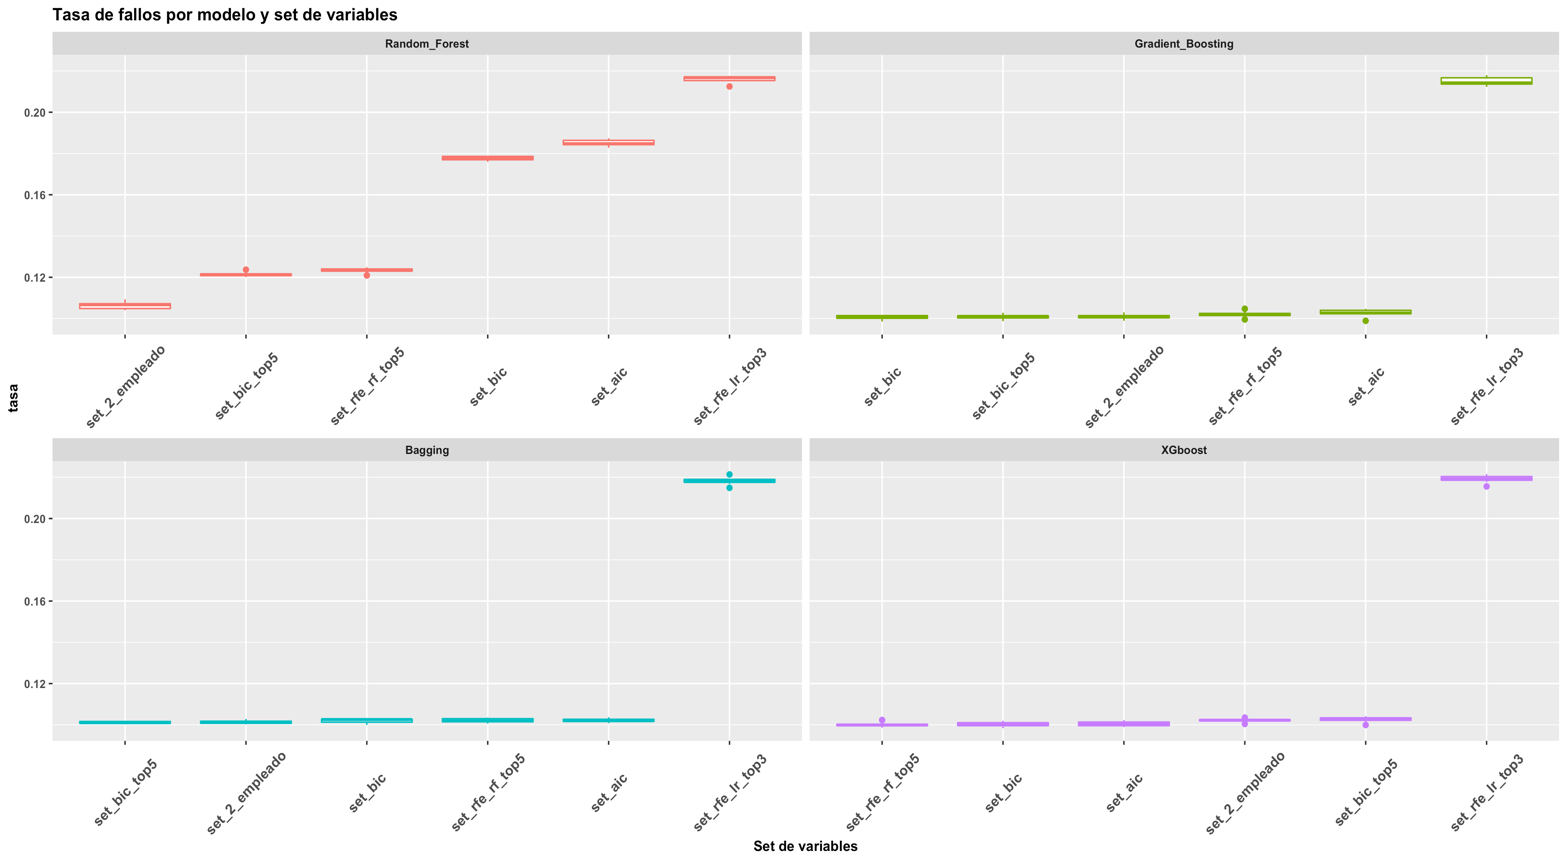 Tasa de fallos por modelo y set de variables
Random_Forest
Gradient_Boosting
0.20
0.16
0.12
set_2_empleado
set_bic_top5
set_rfe_rf_top5
set_bic
set_aic
set_rfe_lr_top3
set_bic
set_bic_top5
set_2_empleado
set_rfe_rf_top5
set_aic
set_rfe_lr_top3
tasa
Bagging
XGboost
0.20
0.16
0.12
set_bic_top5
set_2_empleado
set_bic
set_rfe_rf_top5
set_aic
set_rfe_lr_top3
set_rfe_rf_top5
set_bic
set_aic
set_2_empleado
set_bic_top5
set_rfe_lr_top3
Set de variables